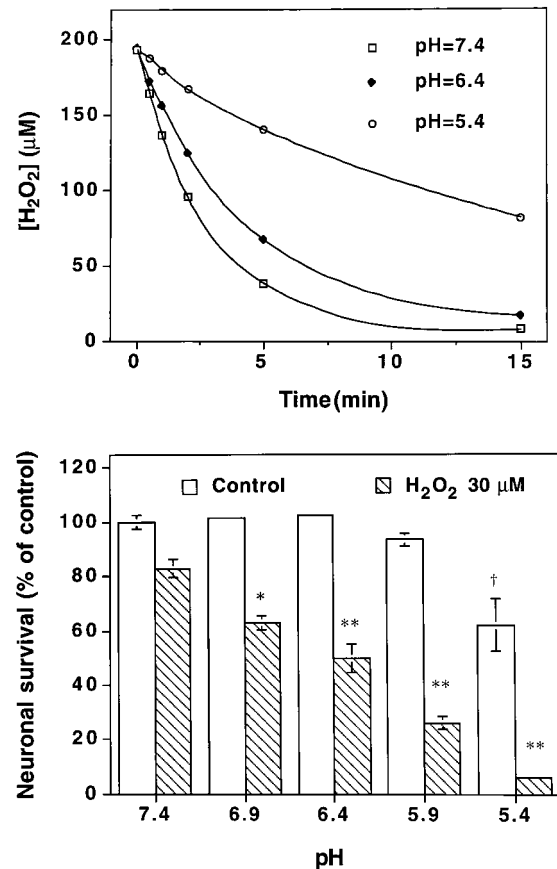 200
150
100
50
0
[H₂O₂] (µM)
pH=7.4
pH=6.4
pH=5.4
0
5
10
15
Time (min)
120
100
80
60
40
20
0
Neuronal survival (% of control)
Control
H₂O₂ 30 µM
*
**
**
†
**
7.4
6.9
6.4
5.9
5.4
pH